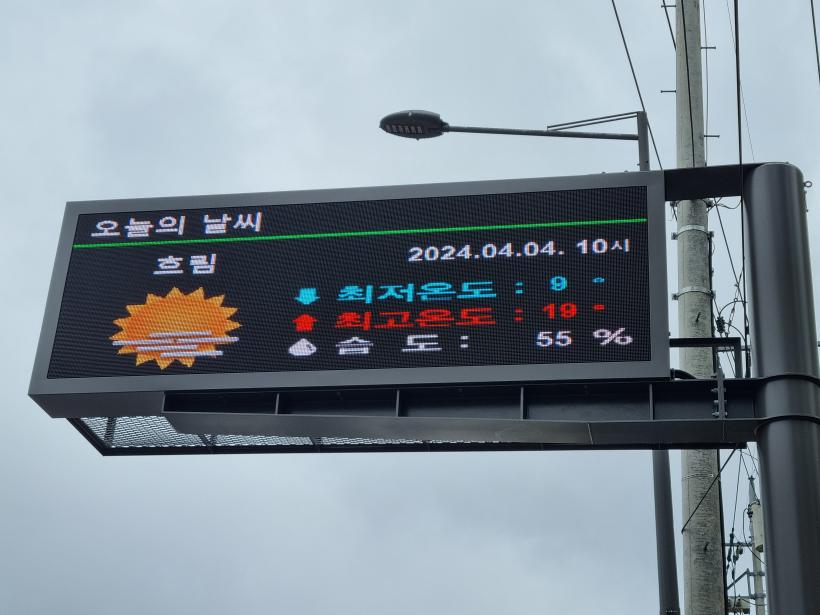 오늘의 날씨
흐림
2024.04.04. 10시
최저온도 : 9 °
최고온도 : 19 °
습 도 : 55 %